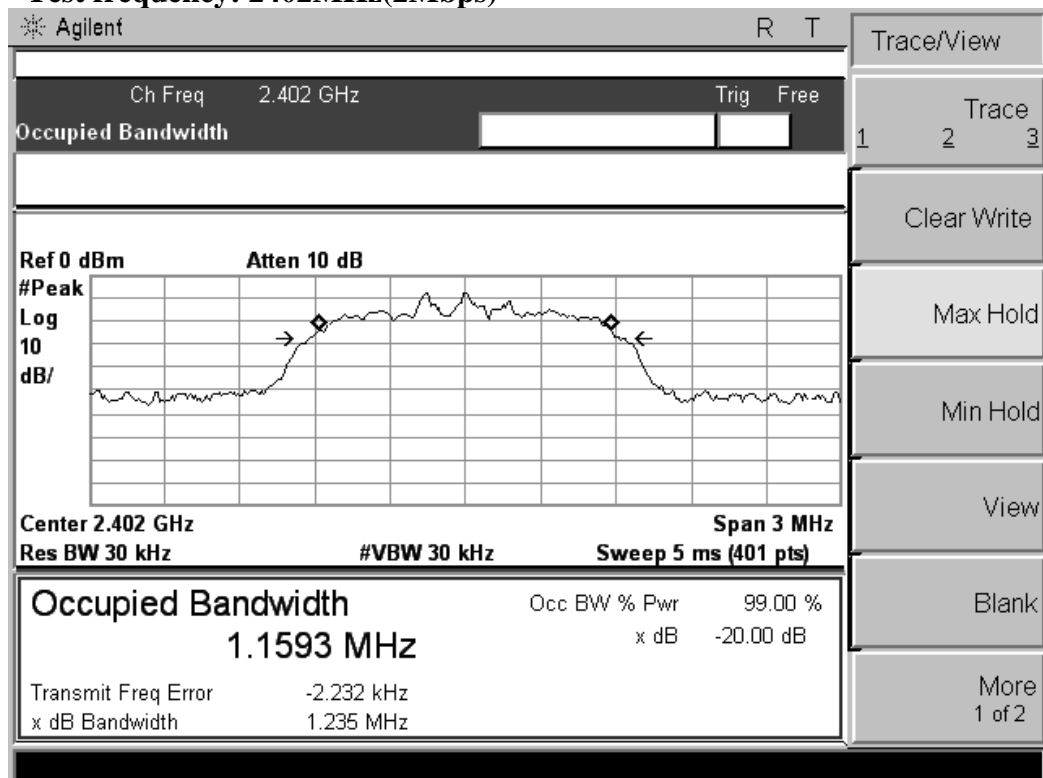 Test frequency: 2402MHz(2Mbps)
Agilent R T
Trace/View
Ch Freq 2.402 GHz Trig Free
Occupied Bandwidth
Trace
1 2 3
Clear Write
Ref 0 dBm Atten 10 dB
#Peak
Log
10
dB/
Max Hold
Min Hold
View
Center 2.402 GHz Span 3 MHz
Res BW 30 kHz #VBW 30 kHz Sweep 5 ms (401 pts)
Occupied Bandwidth
1.1593 MHz
Occ BW % Pwr 99.00 %
x dB -20.00 dB
Transmit Freq Error -2.232 kHz
x dB Bandwidth 1.235 MHz
Blank
More
1 of 2